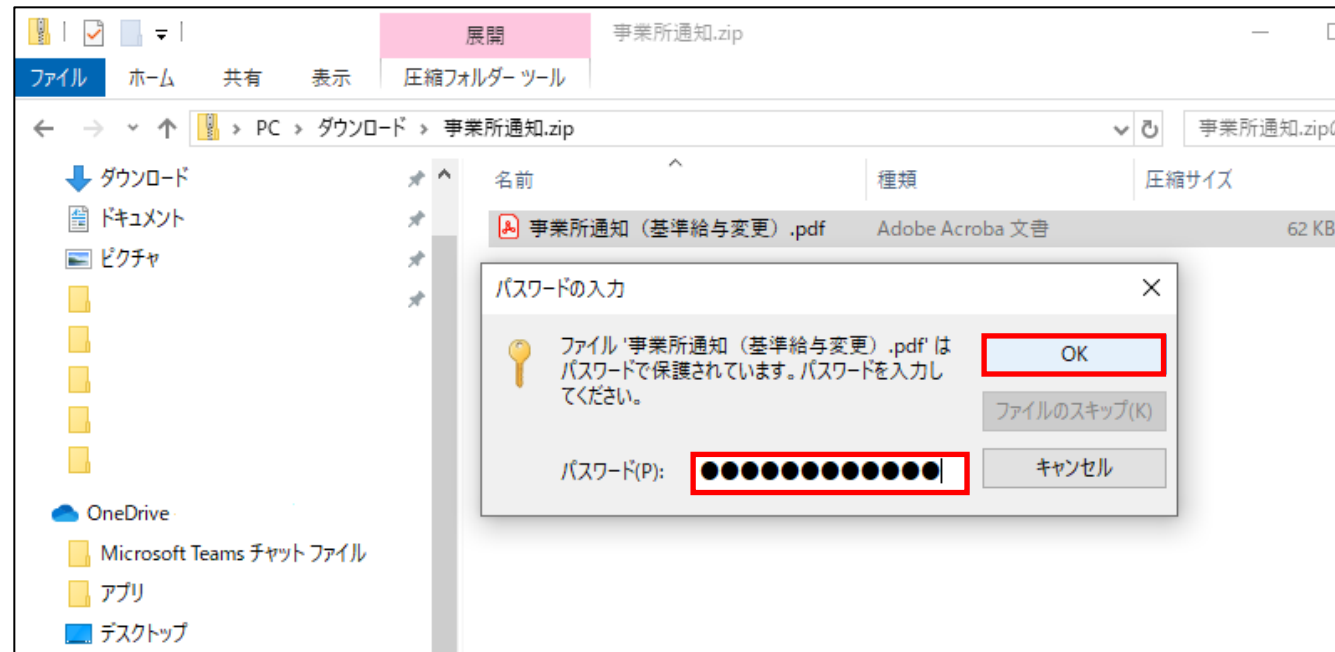 展開
事業所通知.zip
ファイル
ホーム
共有
表示
圧縮フォルダー ツール
PC
ダウンロード
事業所通知.zip
事業所通知.zipの
ダウンロード
ドキュメント
ピクチャ
OneDrive
Microsoft Teams チャット ファイル
アプリ
デスクトップ
名前
種類
圧縮サイズ
事業所通知（基準給与変更）.pdf
Adobe Acroba 文書
62 KB
パスワードの入力
ファイル '事業所通知（基準給与変更）.pdf' は
パスワードで保護されています。パスワードを入力し
てください。
OK
ファイルのスキップ(K)
パスワード(P):
●●●●●●●●●●●●
キャンセル